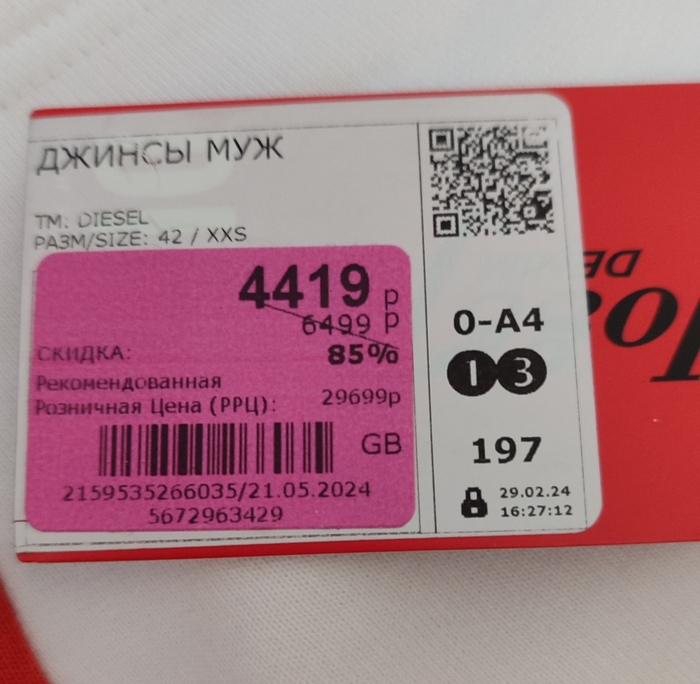 ДЖИНСЫ МУЖ
TM: DIESEL
РАЗМ/SIZE: 42 / XXS
4419 р
6499 р
СКИДКА: 85%
Рекомендованная
Розничная Цена (РРЦ): 29699р
GB
2159535266035/21.05.2024
5672963429
0-A4
1 3
197
29.02.24
16:27:12